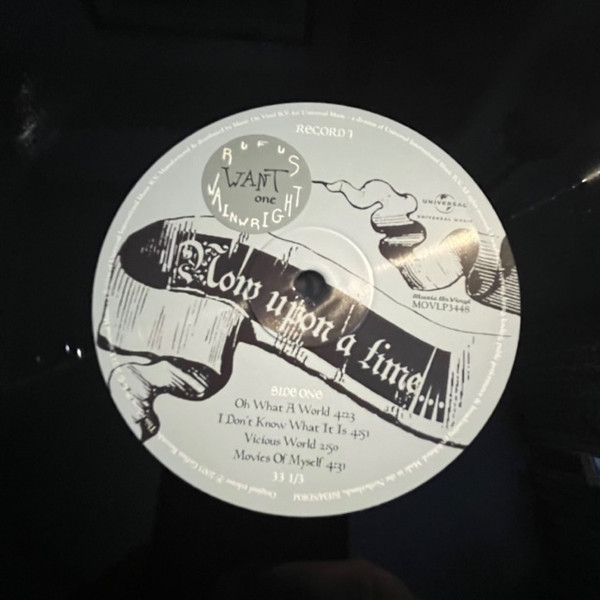 RECORD 1
RUFUS
WANT
one
WAINWRIGHT
UNIVERSAL
UNIVERSAL MUSIC
Music On Vinyl
MOVLP3448
Now upon a time...
SIDE ONE
Oh What A World 4:23
I Don't Know What It Is 4:51
Vicious World 2:50
Movies Of Myself 4:31
33 1/3